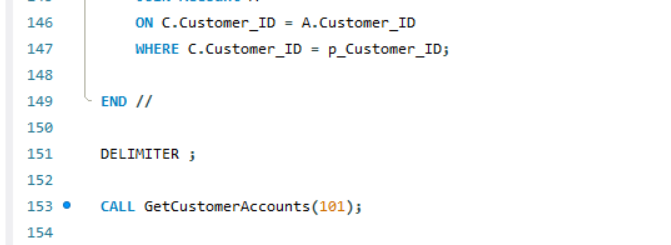 146 ON C.Customer_ID = A.Customer_ID
147 WHERE C.Customer_ID = p_Customer_ID;
148
149 END //
150
151 DELIMITER ;
152
153 CALL GetCustomerAccounts(101);
154